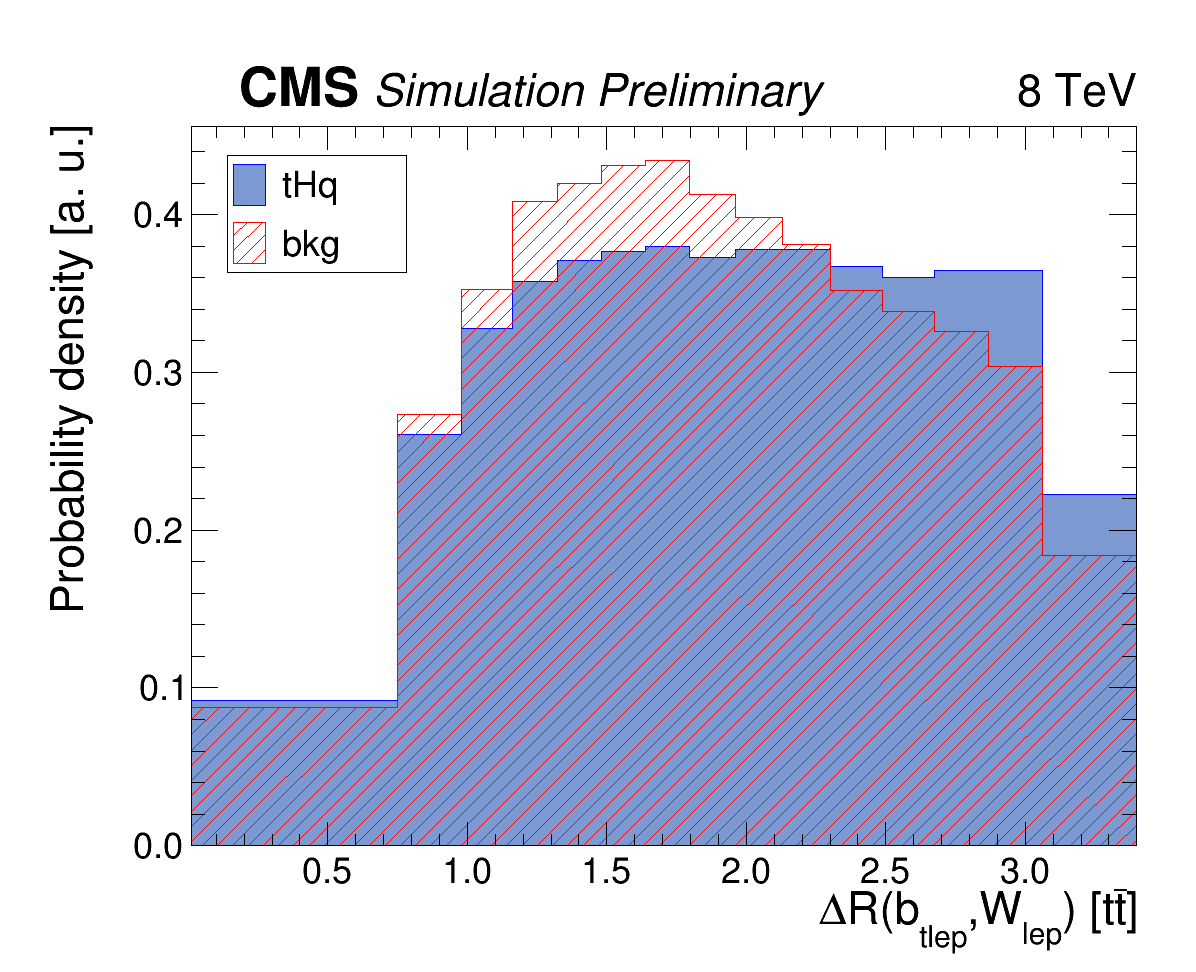 CMS Simulation Preliminary 8 TeV
Probability density [a. u.]
tHq
bkg
0.4
0.3
0.2
0.1
0.0
0.5 1.0 1.5 2.0 2.5 3.0
ΔR(b_tlep,W_lep) [tt̄]